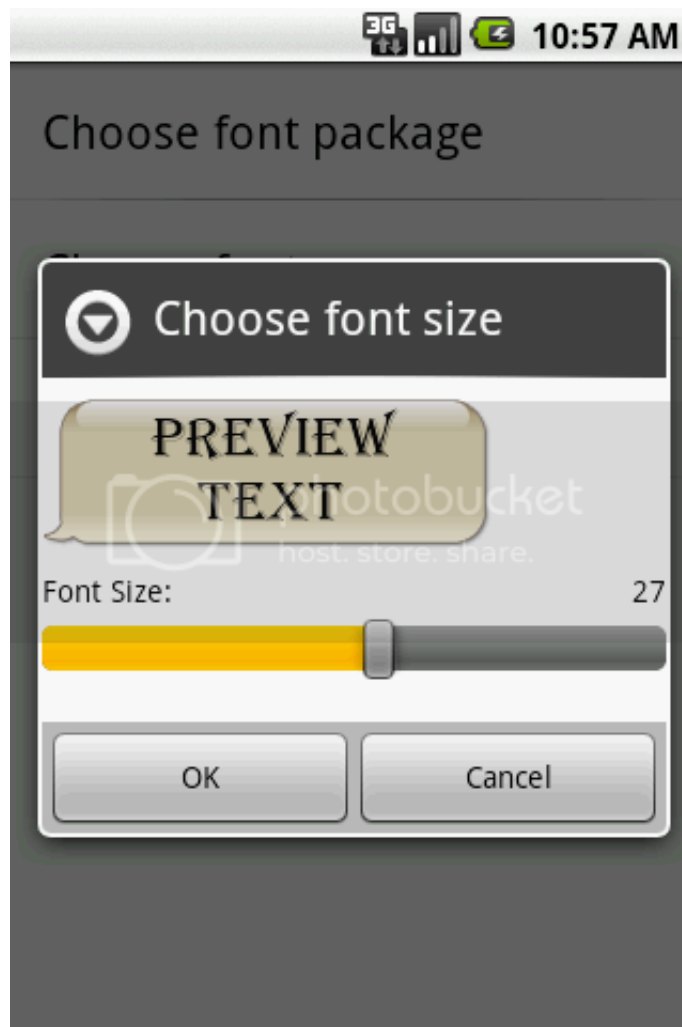 3G 10:57 AM
Choose font package
Choose font size
PREVIEW
TEXT
photobucket
host. store. share.
Font Size: 27
OK Cancel